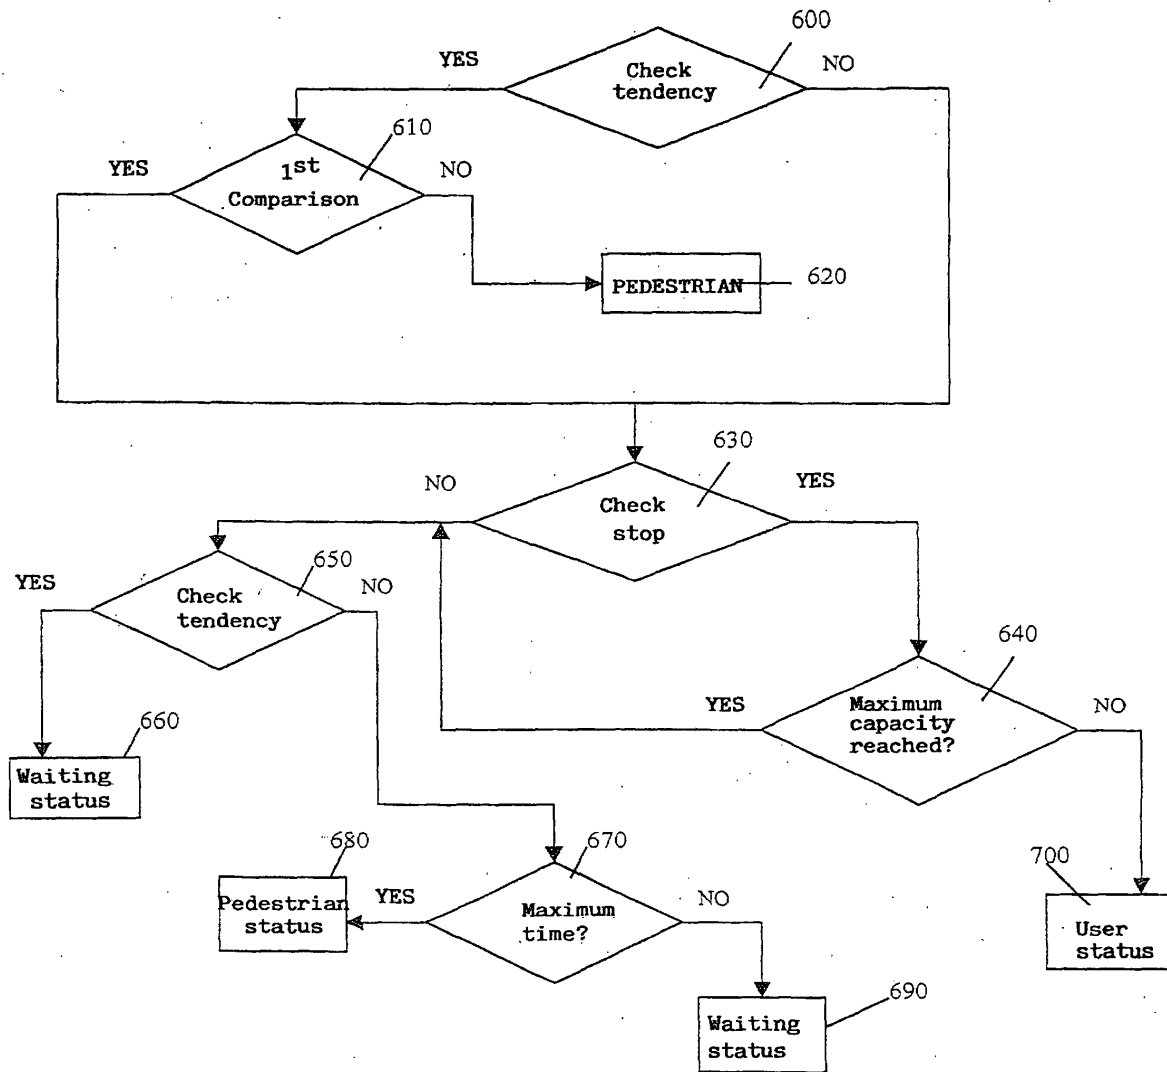 600
YES
Check
tendency
NO
610
YES
1st
Comparison
NO
PEDESTRIAN
620
630
NO
YES
Check
stop
650
YES
NO
Check
tendency
640
YES
Maximum
capacity
reached?
NO
660
Waiting
status
680
670
700
Pedestrian
status
YES
Maximum
time?
NO
User
status
690
Waiting
status